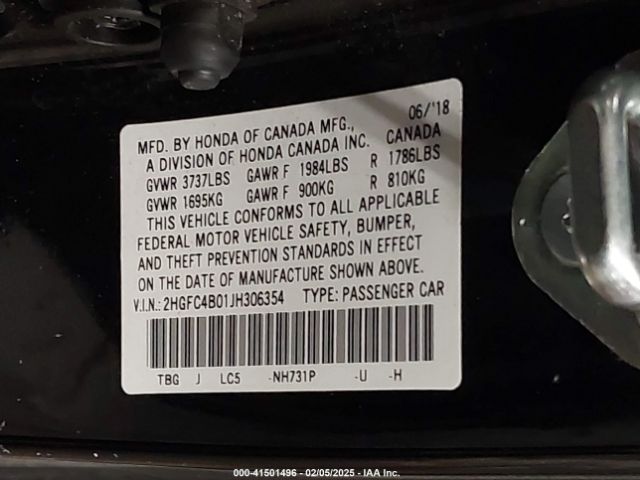 06/'18
MFD. BY HONDA OF CANADA MFG., CANADA
A DIVISION OF HONDA CANADA INC.
GVWR 3737LBS GAWR F 1984LBS R 1786LBS
GVWR 1695KG GAWR F 900KG R 810KG
THIS VEHICLE CONFORMS TO ALL APPLICABLE
FEDERAL MOTOR VEHICLE SAFETY, BUMPER,
AND THEFT PREVENTION STANDARDS IN EFFECT
ON THE DATE OF MANUFACTURE SHOWN ABOVE.
V.I.N.: 2HGFC4B01JH306354 TYPE: PASSENGER CAR
TBG J LC5 -NH731P -U -H
000-41501496 - 02/05/2025 - IAA Inc.